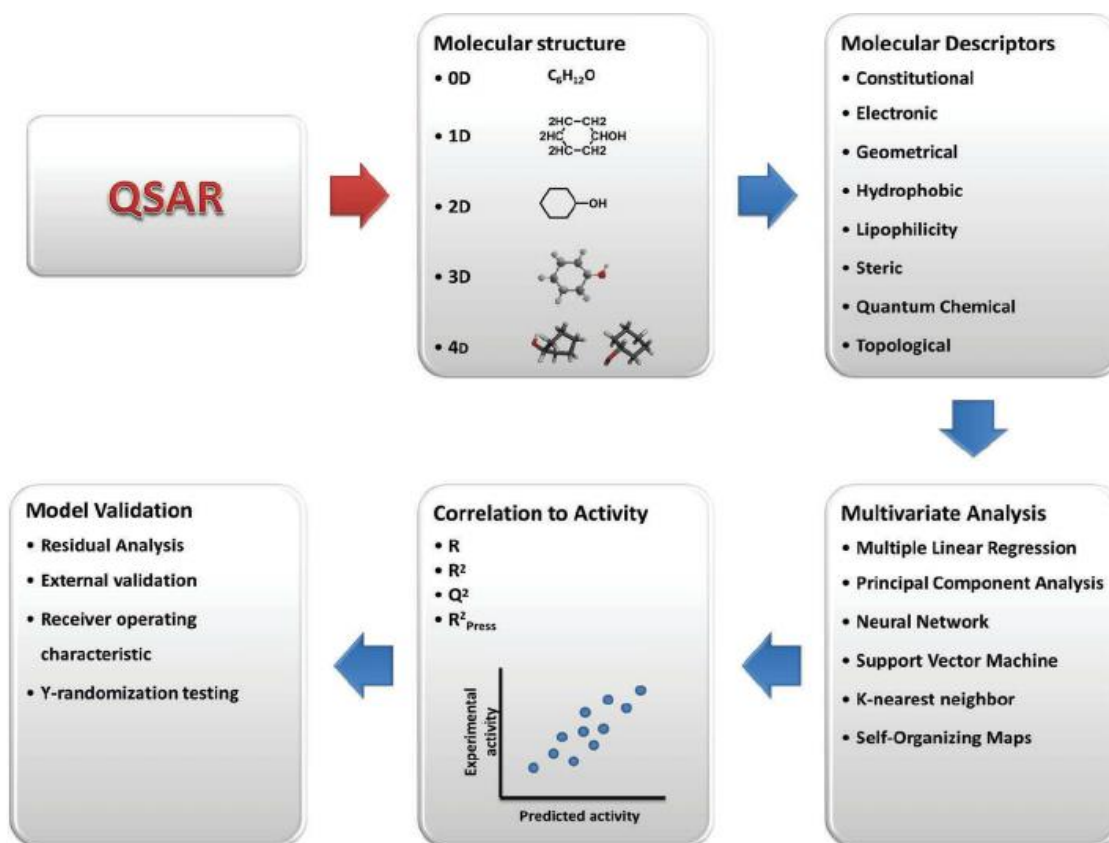 QSAR
Molecular structure
• 0D
C₆H₁₂O
• 1D
2HC–CH2
2HC CHOH
2HC–CH2
• 2D
OH
• 3D
• 4D
Molecular Descriptors
• Constitutional
• Electronic
• Geometrical
• Hydrophobic
• Lipophilicity
• Steric
• Quantum Chemical
• Topological
Multivariate Analysis
• Multiple Linear Regression
• Principal Component Analysis
• Neural Network
• Support Vector Machine
• K-nearest neighbor
• Self-Organizing Maps
Correlation to Activity
• R
• R²
• Q²
• R²Press
Experimental
activity
Predicted activity
Model Validation
• Residual Analysis
• External validation
• Receiver operating
characteristic
• Y-randomization testing